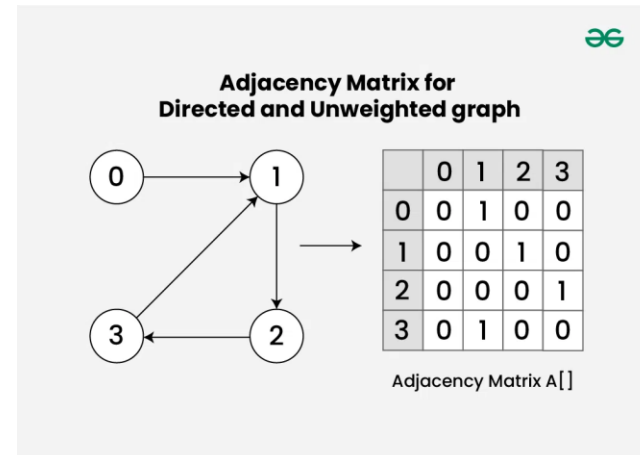 Adjacency Matrix for
Directed and Unweighted graph
0 1
3 2
0 1 2 3
0 0 1 0 0
1 0 0 1 0
2 0 0 0 1
3 0 1 0 0
Adjacency Matrix A[]